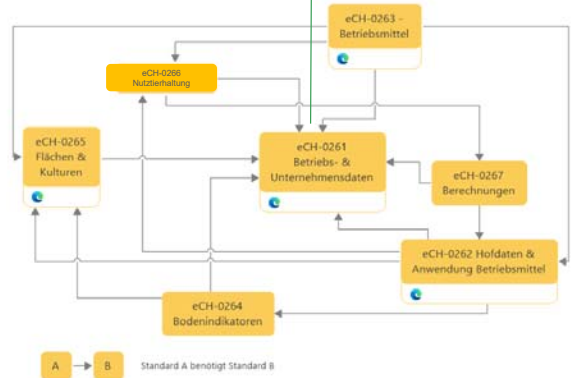 eCH-0263 -
Betriebsmittel
eCH-0266
Nutztierhaltung
eCH-0265
Flächen &
Kulturen
eCH-0261
Betriebs- &
Unternehmensdaten
eCH-0267
Berechnungen
eCH-0262 Hofdaten &
Anwendung Betriebsmittel
eCH-0264
Bodenindikatoren
A
B
Standard A benötigt Standard B